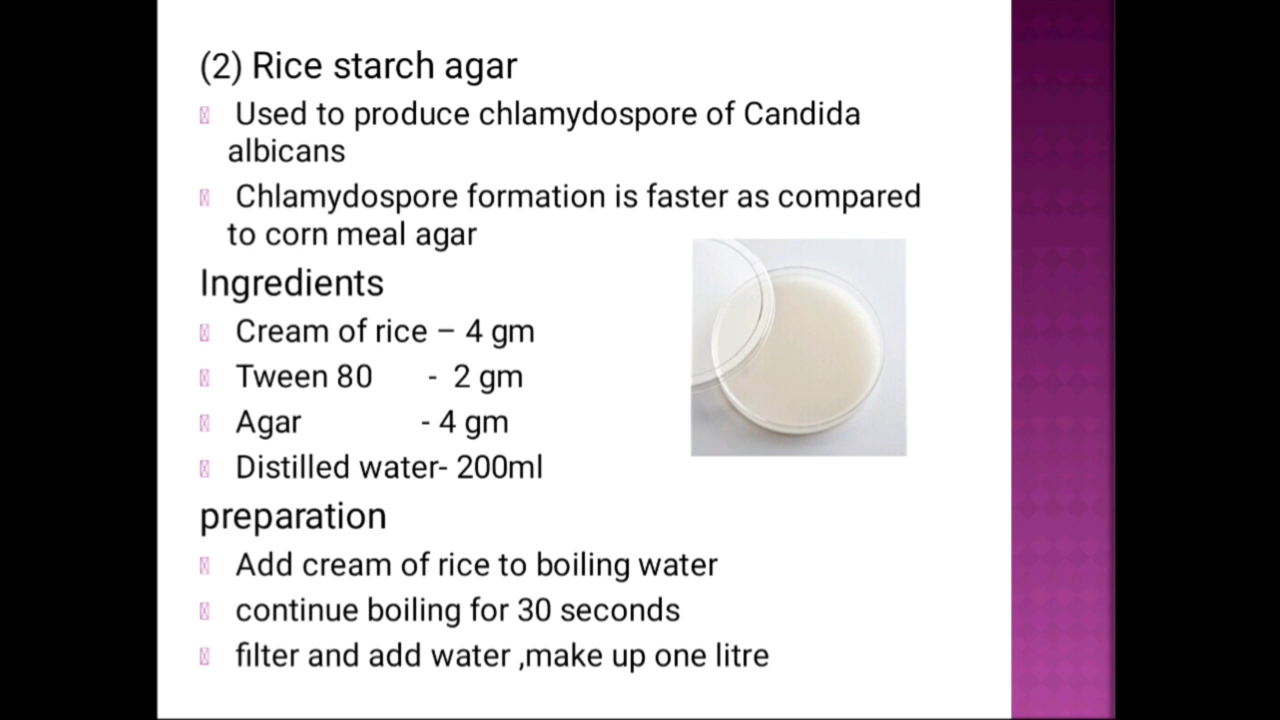 (2) Rice starch agar
Used to produce chlamydospore of Candida
albicans
Chlamydospore formation is faster as compared
to corn meal agar
Ingredients
Cream of rice – 4 gm
Tween 80 - 2 gm
Agar - 4 gm
Distilled water- 200ml
preparation
Add cream of rice to boiling water
continue boiling for 30 seconds
filter and add water ,make up one litre